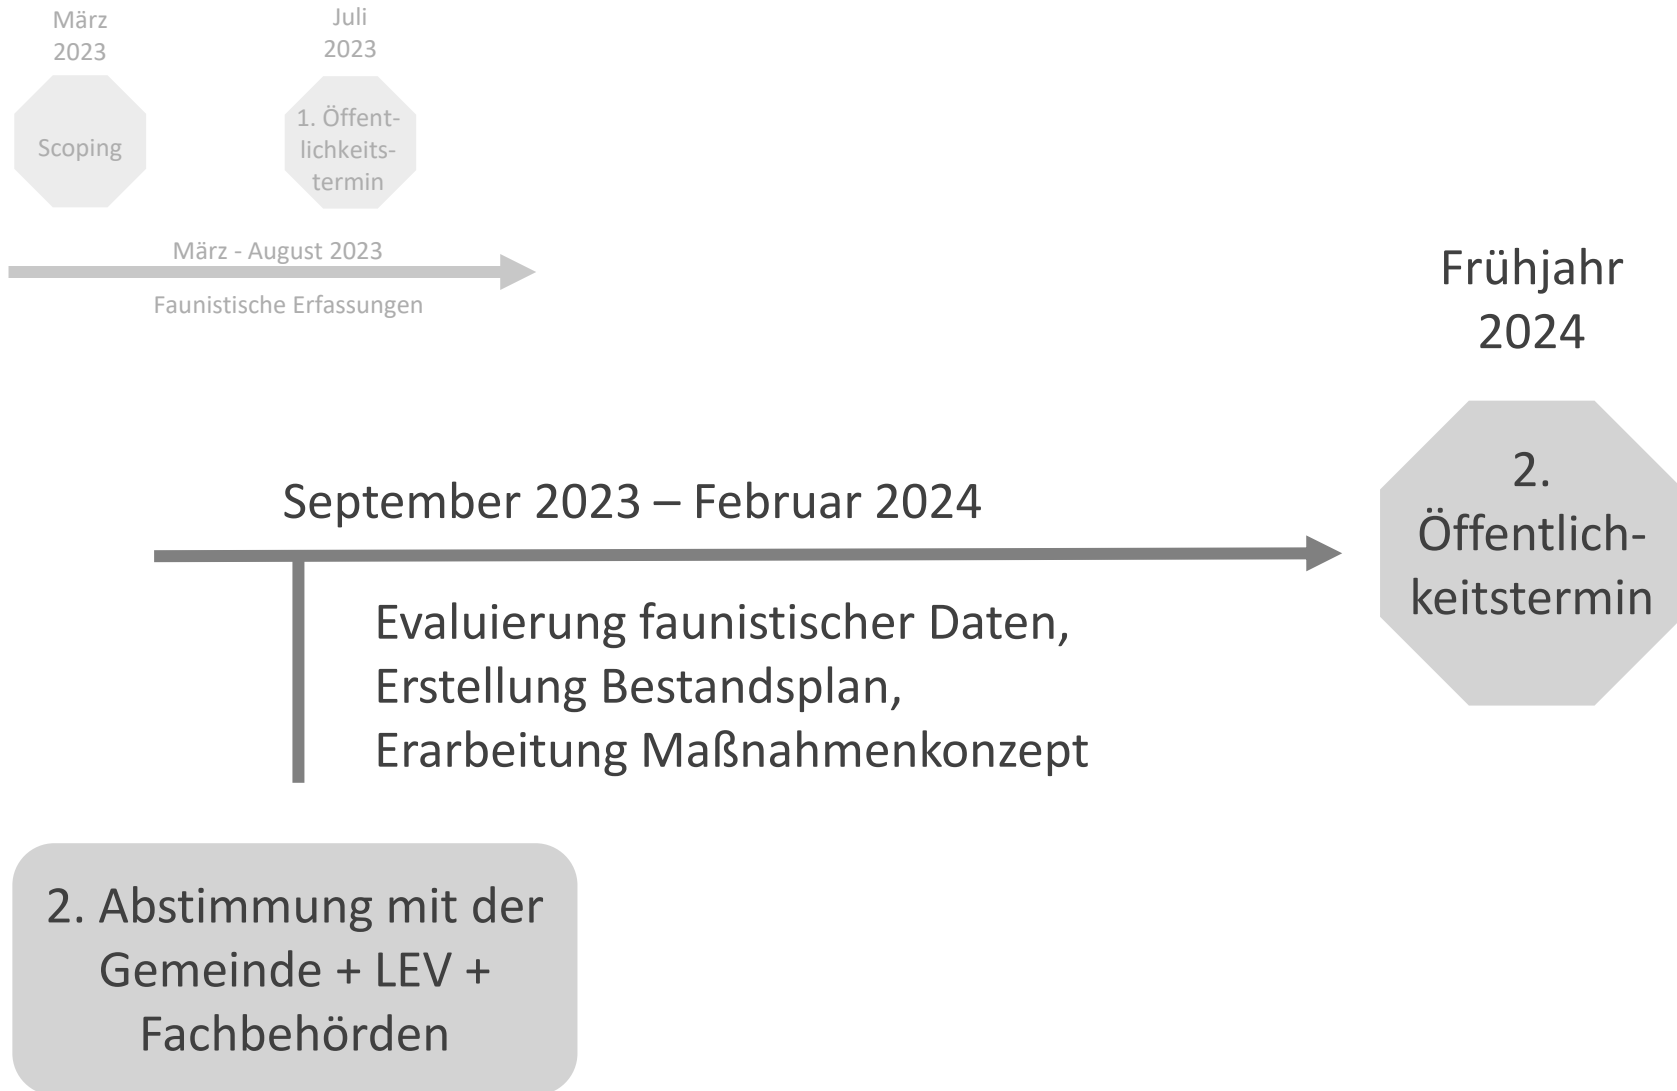 März
2023
Scoping
Juli
2023
1. Öffent-
lichkeits-
termin
März - August 2023
Faunistische Erfassungen
Frühjahr
2024
2.
Öffentlich-
keitstermin
September 2023 – Februar 2024
Evaluierung faunistischer Daten,
Erstellung Bestandsplan,
Erarbeitung Maßnahmenkonzept
2. Abstimmung mit der
Gemeinde + LEV +
Fachbehörden